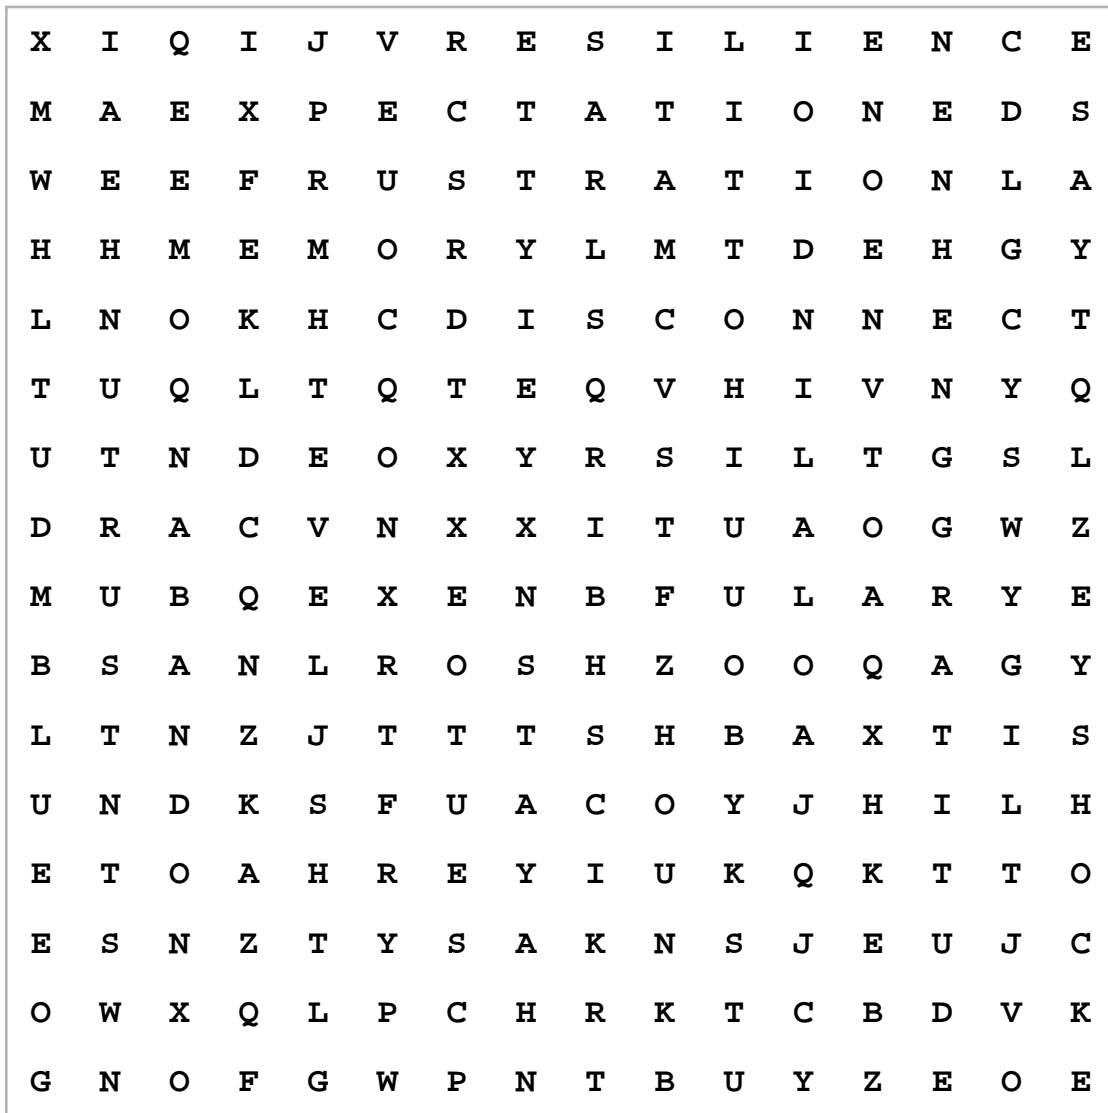 X I Q I J V R E S I L I E N C E
M A E X P E C T A T I O N E D S
W E E F R U S T R A T I O N L A
H H M E M O R Y L M T D E H G Y
L N O K H C D I S C O N N E C T
T U Q L T Q T E Q V H I V N Y Q
U T N D E O X Y R S I L T G S L
D R A C V N X X I T U A O G W Z
M U B Q E X E N B F U L A R Y E
B S A N L R O S H Z O O Q A G Y
L T N Z J T T T S H B A X T I S
U N D K S F U A C O Y J H I L H
E T O A H R E Y I U K Q K T T O
E S N Z T Y S A K N S J E U J C
O W X Q L P C H R K T C B D V K
G N O F G W P N T B U Y Z E O E